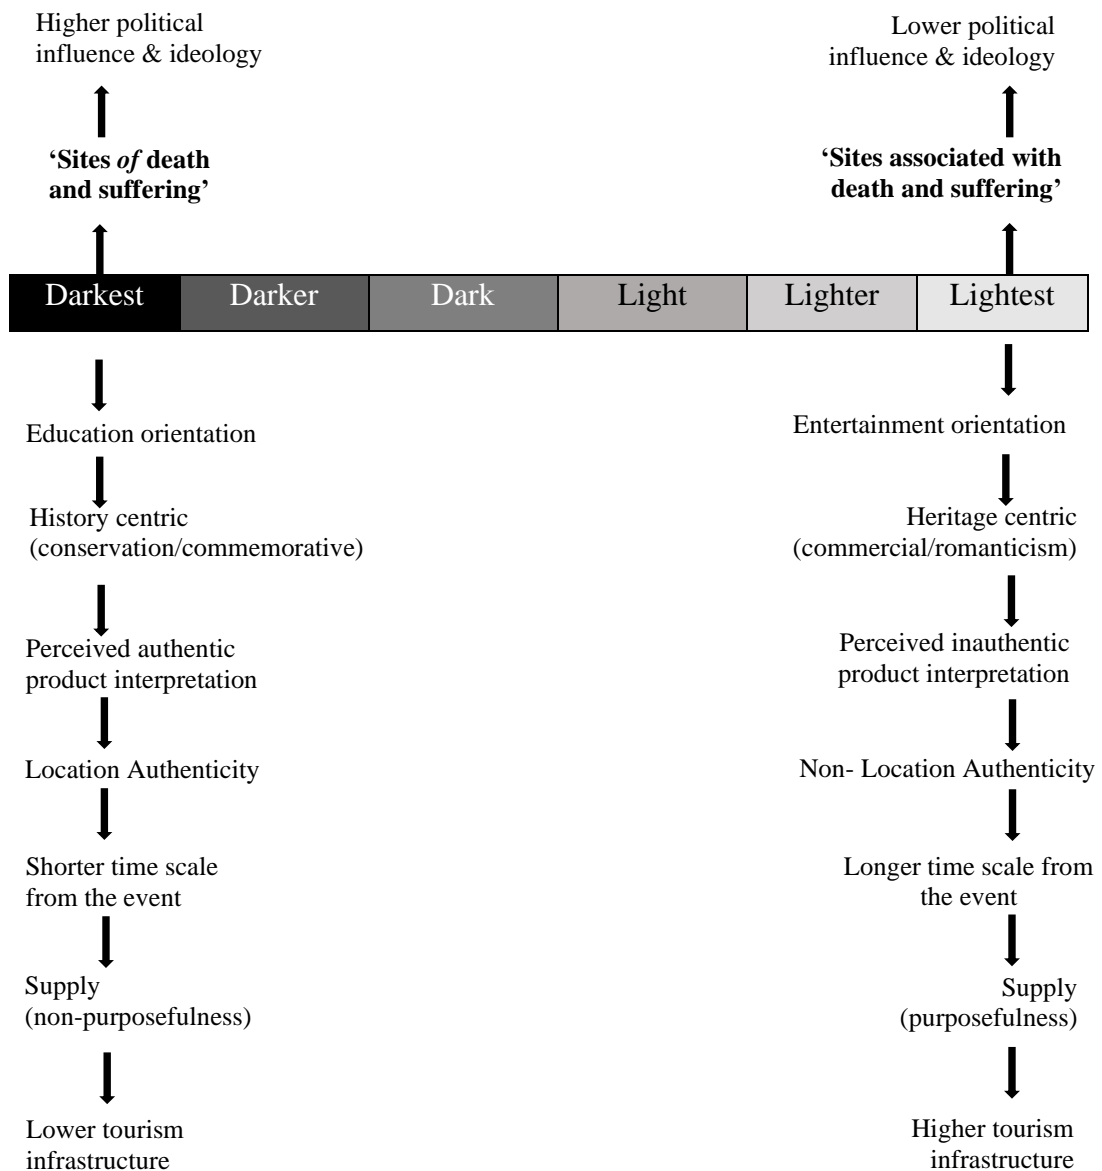 Higher political
influence & ideology
Lower political
influence & ideology
‘Sites of death
and suffering’
‘Sites associated with
death and suffering’
Darkest Darker Dark Light Lighter Lightest
Education orientation
Entertainment orientation
History centric
(conservation/commemorative)
Heritage centric
(commercial/romanticism)
Perceived authentic
product interpretation
Perceived inauthentic
product interpretation
Location Authenticity
Non- Location Authenticity
Shorter time scale
from the event
Longer time scale from
the event
Supply
(non-purposefulness)
Supply
(purposefulness)
Lower tourism
infrastructure
Higher tourism
infrastructure